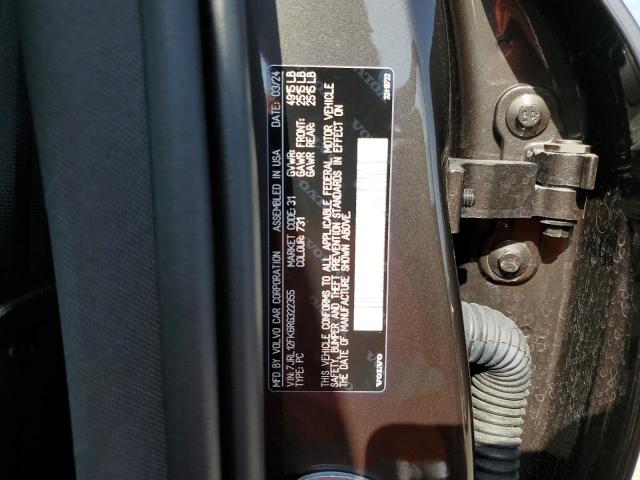 MFD BY VOLVO CAR CORPORATION ASSEMBLED IN USA DATE: 03/24
VIN: 7JRL12FK6RG322355 MARKET CODE: 31 GVWR: 4915 LB
TYPE: PC COLOUR: 731 GAWR FRONT: 2515 LB
GAWR REAR: 2515 LB
THIS VEHICLE CONFORMS TO ALL APPLICABLE FEDERAL MOTOR VEHICLE
SAFETY, BUMPER AND THEFT PREVENTION STANDARDS IN EFFECT ON
THE DATE OF MANUFACTURE SHOWN ABOVE.
VOLVO